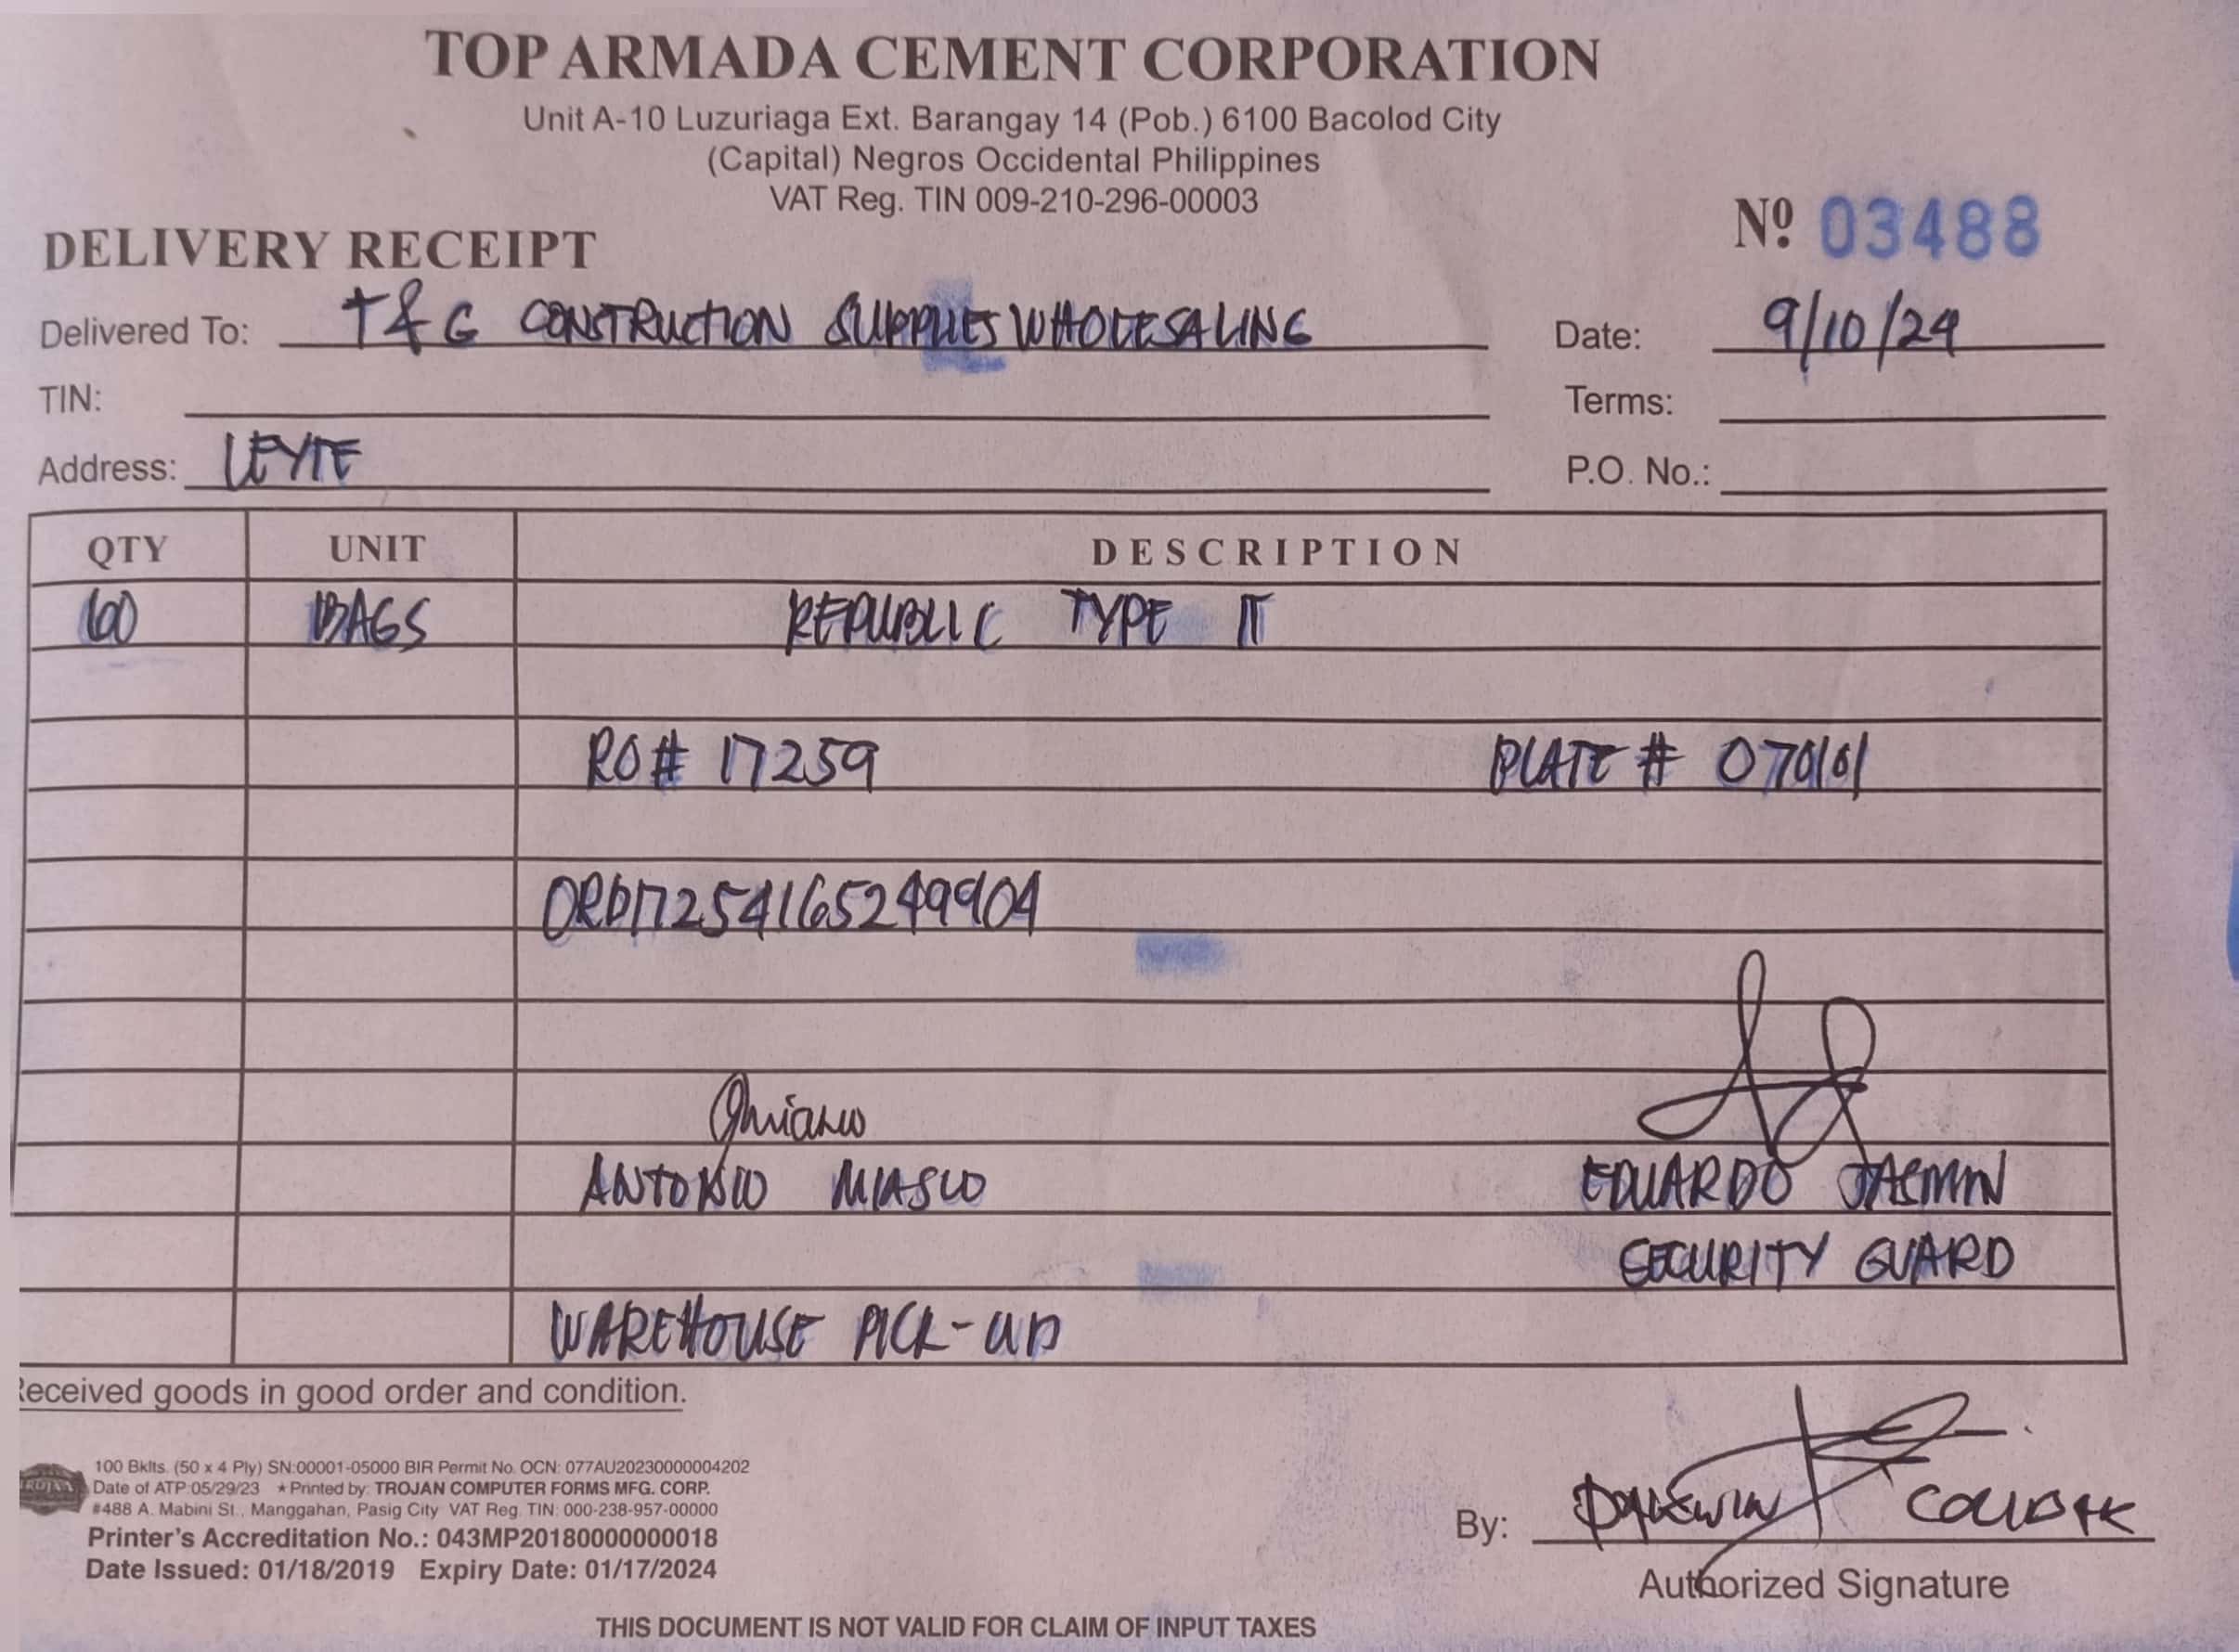 TOP ARMADA CEMENT CORPORATION
Unit A-10 Luzuriaga Ext. Barangay 14 (Pob.) 6100 Bacolod City
(Capital) Negros Occidental Philippines
VAT Reg. TIN 009-210-296-00003
Nº 03488
DELIVERY RECEIPT
Delivered To: T&G CONSTRUCTION SUPPLIES WHOLESALING Date: 9/10/24
TIN: Terms:
Address: LEYTE P.O. No.:
QTY UNIT DESCRIPTION
60 BAGS REPUBLIC TYPE IT
RO# 17259 PLATE # 070101
ORD1725416524 9904
ANTONIO MIASCO EDUARDO JASMIN
SECURITY GUARD
WAREHOUSE PICK-UP
Received goods in good order and condition.
100 Bklts. (50 x 4 Ply) SN:00001-05000 BIR Permit No. OCN: 077AU20230000004202
Date of ATP:05/29/23 ★Printed by: TROJAN COMPUTER FORMS MFG. CORP.
#488 A. Mabini St., Manggahan, Pasig City VAT Reg. TIN: 000-238-957-00000
Printer's Accreditation No.: 043MP20180000000018
Date Issued: 01/18/2019 Expiry Date: 01/17/2024
By:
Authorized Signature
THIS DOCUMENT IS NOT VALID FOR CLAIM OF INPUT TAXES